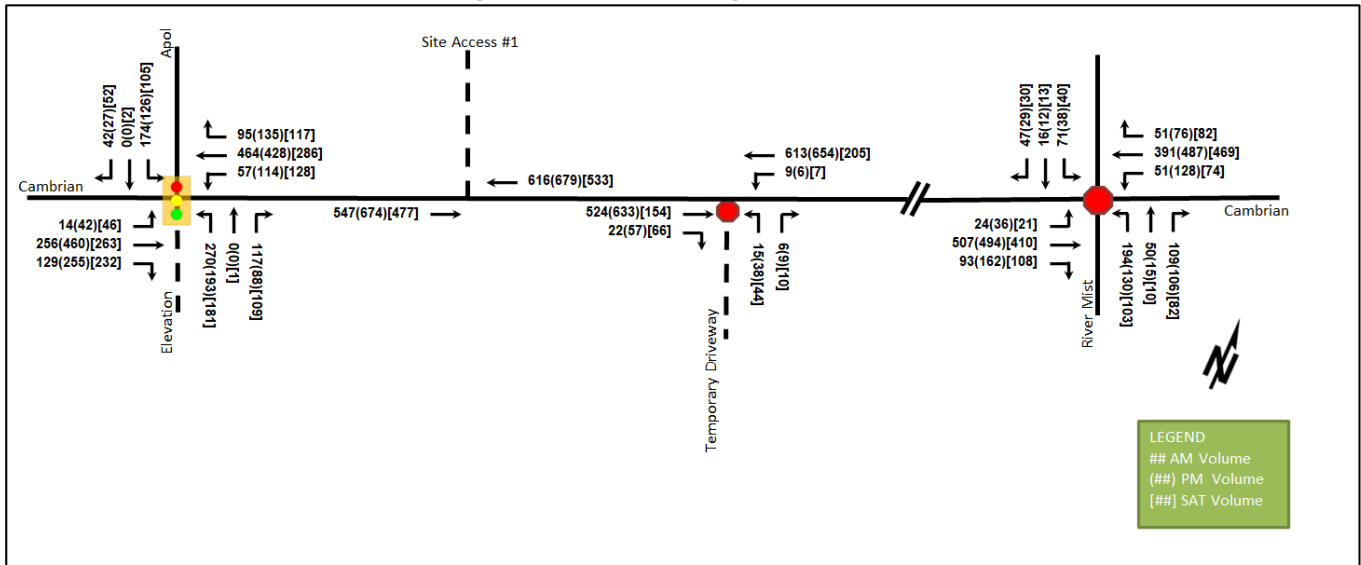 Apol
Site Access #1
42(27)[52]
0(0)[2]
174(126)[105]
95(135)[117]
464(428)[286]
57(114)[128]
Cambrian
14(42)[46]
256(460)[263]
129(255)[232]
270(193)[181]
0(0)[1]
117(88)[109]
Elevation
547(674)[477]
616(679)[533]
613(654)[205]
9(6)[7]
524(633)[154]
22(57)[66]
15(38)[44]
6(9)[10]
Temporary Driveway
47(29)[30]
16(12)[13]
71(38)[40]
51(76)[82]
391(487)[469]
51(128)[74]
Cambrian
24(36)[21]
507(494)[410]
93(162)[108]
194(130)[103]
50(15)[10]
109(106)[82]
River Mist
N
LEGEND
## AM Volume
(##) PM Volume
[##] SAT Volume